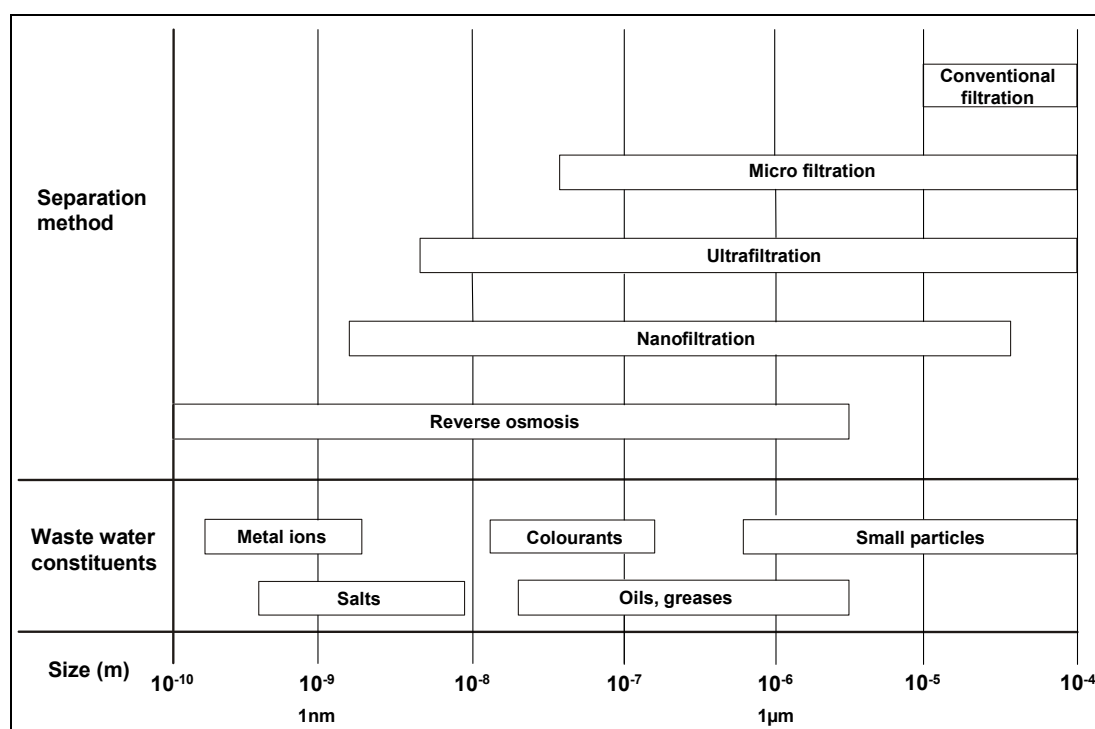 Conventional
filtration
Micro filtration
Separation
method
Ultrafiltration
Nanofiltration
Reverse osmosis
Waste water
constituents
Metal ions
Colourants
Small particles
Salts
Oils, greases
Size (m)
10-10
10-9
10-8
10-7
10-6
10-5
10-4
1nm
1µm